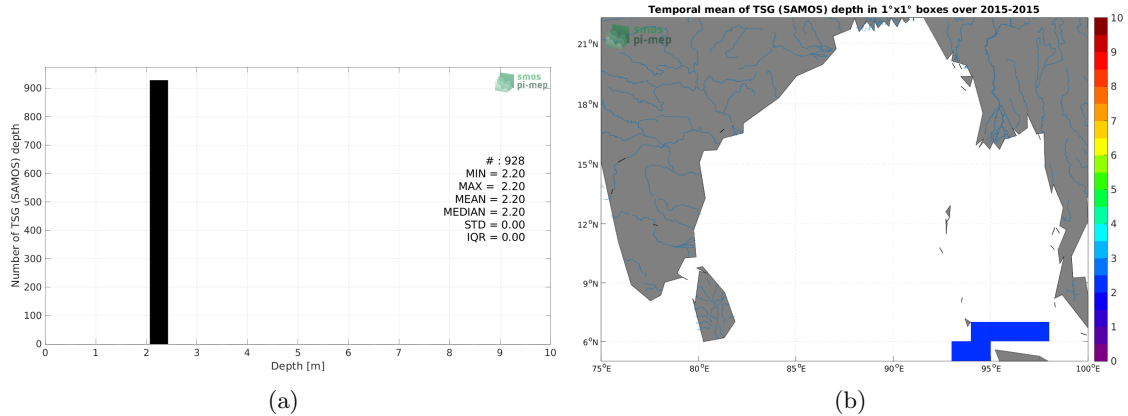 smos
pi-mep
900
800
700
600
500
400
300
200
100
0
Number of TSG (SAMOS) depth
# : 928
MIN = 2.20
MAX = 2.20
MEAN = 2.20
MEDIAN = 2.20
STD = 0.00
IQR = 0.00
0 1 2 3 4 5 6 7 8 9 10
Depth [m]
(a)
Temporal mean of TSG (SAMOS) depth in 1°x1° boxes over 2015-2015
smos
pi-mep
21°N
18°N
15°N
12°N
9°N
6°N
75°E 80°E 85°E 90°E 95°E 100°E
10
9
8
7
6
5
4
3
2
1
0
(b)